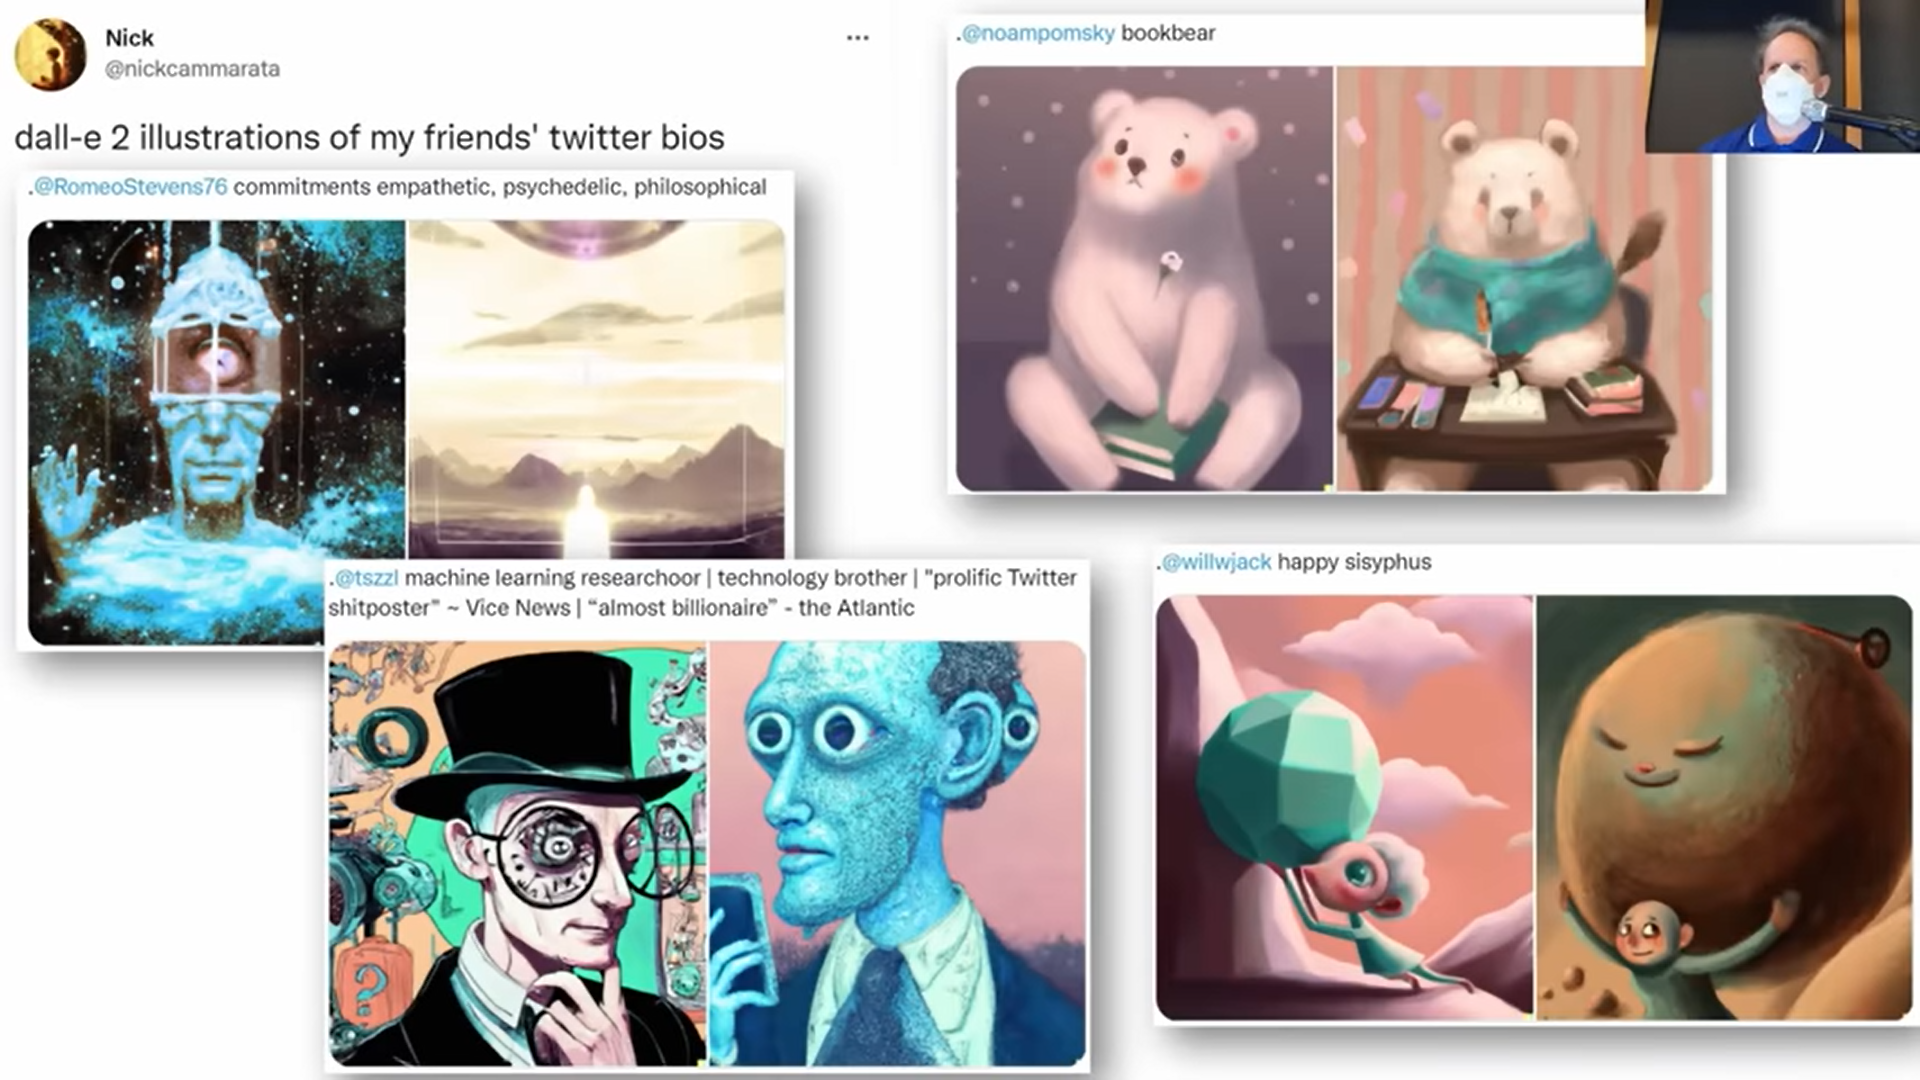 Nick
@nickcammarata
...
dall-e 2 illustrations of my friends' twitter bios
.@RomeoStevens76 commitments empathetic, psychedelic, philosophical
.@tszzl machine learning researchoor | technology brother | "prolific Twitter
shitposter" ~ Vice News | “almost billionaire” - the Atlantic
?
.@noampomsky bookbear
.@willwjack happy sisyphus